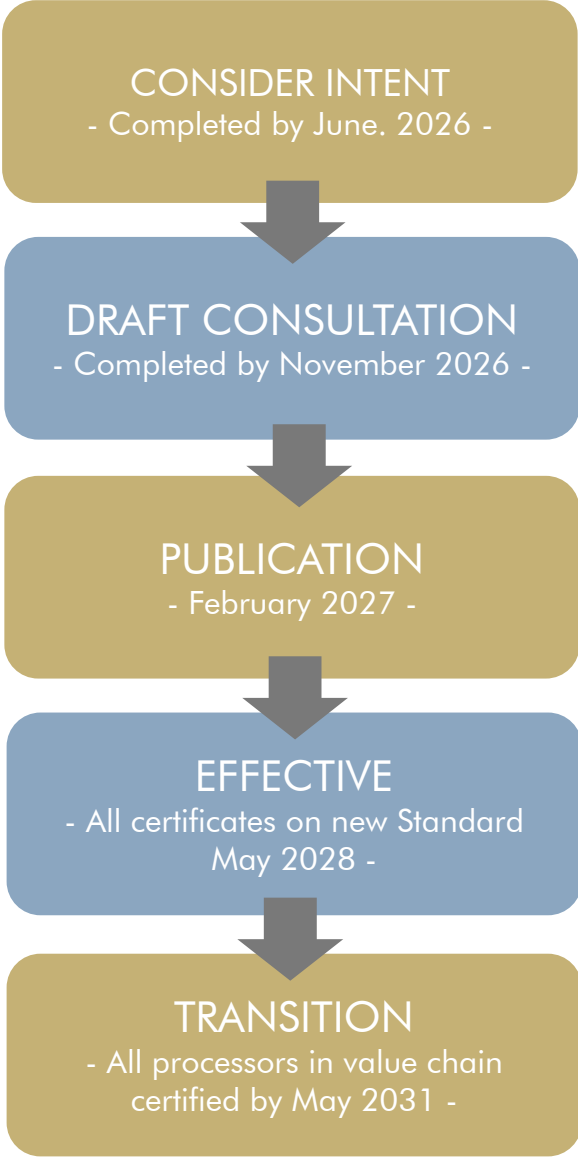 CONSIDER INTENT
- Completed by June. 2026 -
DRAFT CONSULTATION
- Completed by November 2026 -
PUBLICATION
- February 2027 -
EFFECTIVE
- All certificates on new Standard
May 2028 -
TRANSITION
- All processors in value chain
certified by May 2031 -